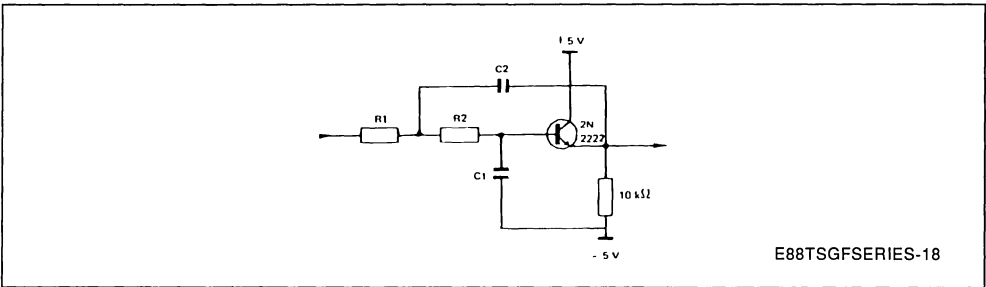 +5 V
C2
R1
R2
2N
2222
C1
10 kΩ
- 5 V
E88TSGFSERIES-18